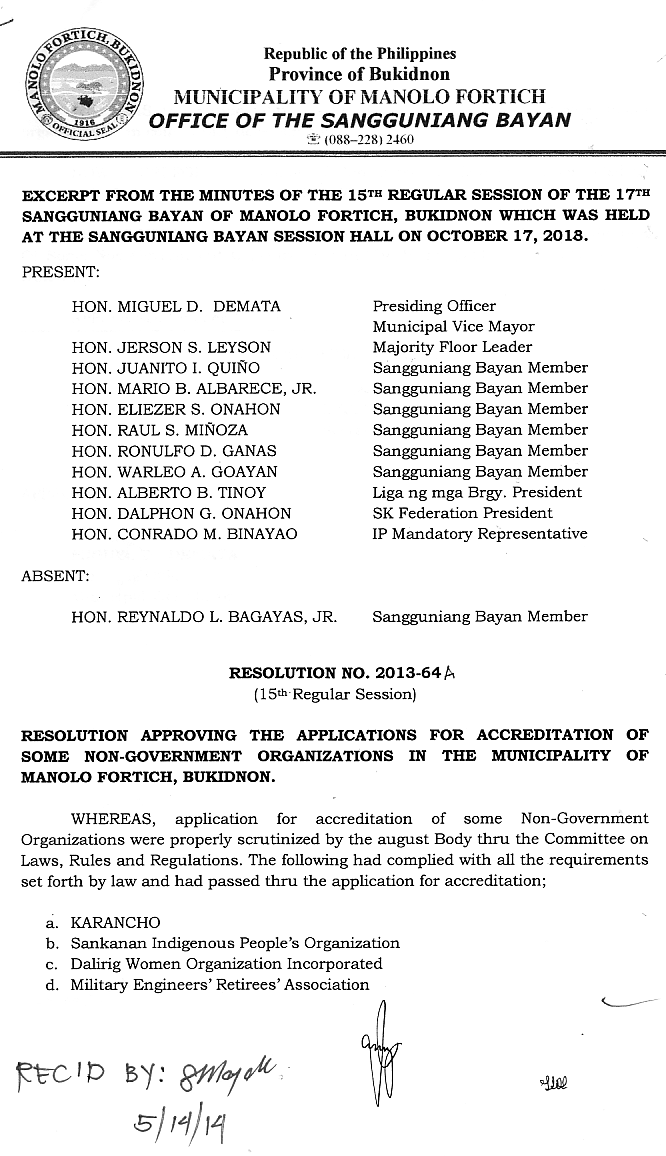 MANOLO FORTICH, BUKIDNON
1916
OFFICIAL SEAL
Republic of the Philippines
Province of Bukidnon
MUNICIPALITY OF MANOLO FORTICH
OFFICE OF THE SANGGUNIANG BAYAN
☏ (088–228) 2460
EXCERPT FROM THE MINUTES OF THE 15TH REGULAR SESSION OF THE 17TH
SANGGUNIANG BAYAN OF MANOLO FORTICH, BUKIDNON WHICH WAS HELD
AT THE SANGGUNIANG BAYAN SESSION HALL ON OCTOBER 17, 2018.
PRESENT:
HON. MIGUEL D. DEMATA Presiding Officer
Municipal Vice Mayor
HON. JERSON S. LEYSON Majority Floor Leader
HON. JUANITO I. QUIÑO Sangguniang Bayan Member
HON. MARIO B. ALBARECE, JR. Sangguniang Bayan Member
HON. ELIEZER S. ONAHON Sangguniang Bayan Member
HON. RAUL S. MIÑOZA Sangguniang Bayan Member
HON. RONULFO D. GANAS Sangguniang Bayan Member
HON. WARLEO A. GOAYAN Sangguniang Bayan Member
HON. ALBERTO B. TINOY Liga ng mga Brgy. President
HON. DALPHON G. ONAHON SK Federation President
HON. CONRADO M. BINAYAO IP Mandatory Representative
ABSENT:
HON. REYNALDO L. BAGAYAS, JR. Sangguniang Bayan Member
RESOLUTION NO. 2013-64 A
(15th Regular Session)
RESOLUTION APPROVING THE APPLICATIONS FOR ACCREDITATION OF
SOME NON-GOVERNMENT ORGANIZATIONS IN THE MUNICIPALITY OF
MANOLO FORTICH, BUKIDNON.
WHEREAS, application for accreditation of some Non-Government
Organizations were properly scrutinized by the august Body thru the Committee on
Laws, Rules and Regulations. The following had complied with all the requirements
set forth by law and had passed thru the application for accreditation;
a. KARANCHO
b. Sankanan Indigenous People's Organization
c. Dalirig Women Organization Incorporated
d. Military Engineers' Retirees' Association
RECID BY:
5/14/14